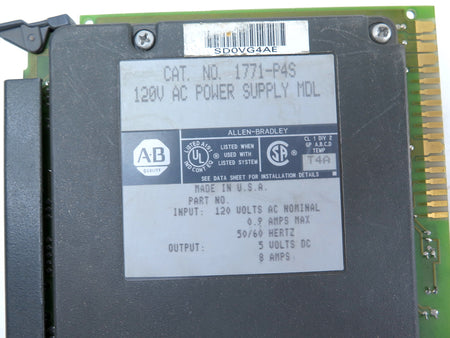 SD0VG4AE
CAT. NO. 1771-P4S
120V AC POWER SUPPLY MDL
ALLEN-BRADLEY
A-B
QUALITY
UL
LISTED WHEN
USED WITH
LISTED SYSTEM
SA
CL 1 DIV 2
GP A,B,C,D
TEMP
T4A
SEE DATA SHEET FOR INSTALLATION DETAILS
MADE IN U.S.A.
PART NO.
INPUT: 120 VOLTS AC NOMINAL
0.9 AMPS MAX
50/60 HERTZ
OUTPUT: 5 VOLTS DC
8 AMPS